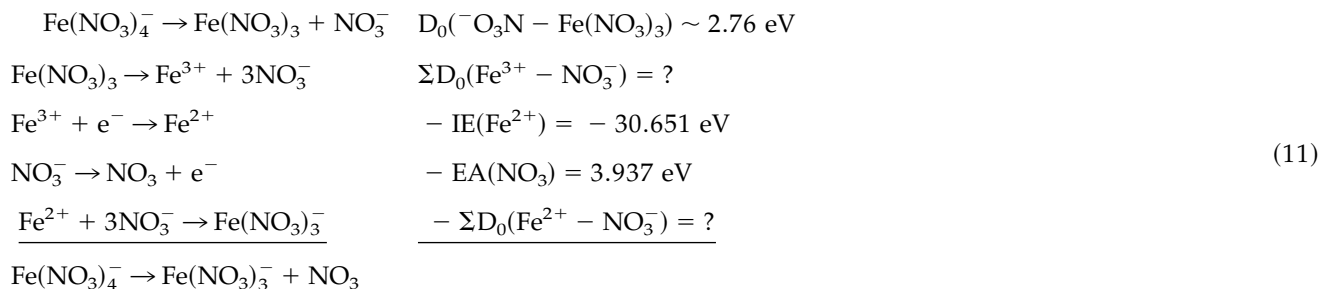 Fe(NO₃)₄⁻ → Fe(NO₃)₃ + NO₃⁻ D₀(⁻O₃N − Fe(NO₃)₃) ~ 2.76 eV
Fe(NO₃)₃ → Fe³⁺ + 3NO₃⁻ ΣD₀(Fe³⁺ − NO₃⁻) = ?
Fe³⁺ + e⁻ → Fe²⁺ − IE(Fe²⁺) = − 30.651 eV
(11)
NO₃⁻ → NO₃ + e⁻ − EA(NO₃) = 3.937 eV
Fe²⁺ + 3NO₃⁻ → Fe(NO₃)₃⁻ − ΣD₀(Fe²⁺ − NO₃⁻) = ?
Fe(NO₃)₄⁻ → Fe(NO₃)₃⁻ + NO₃